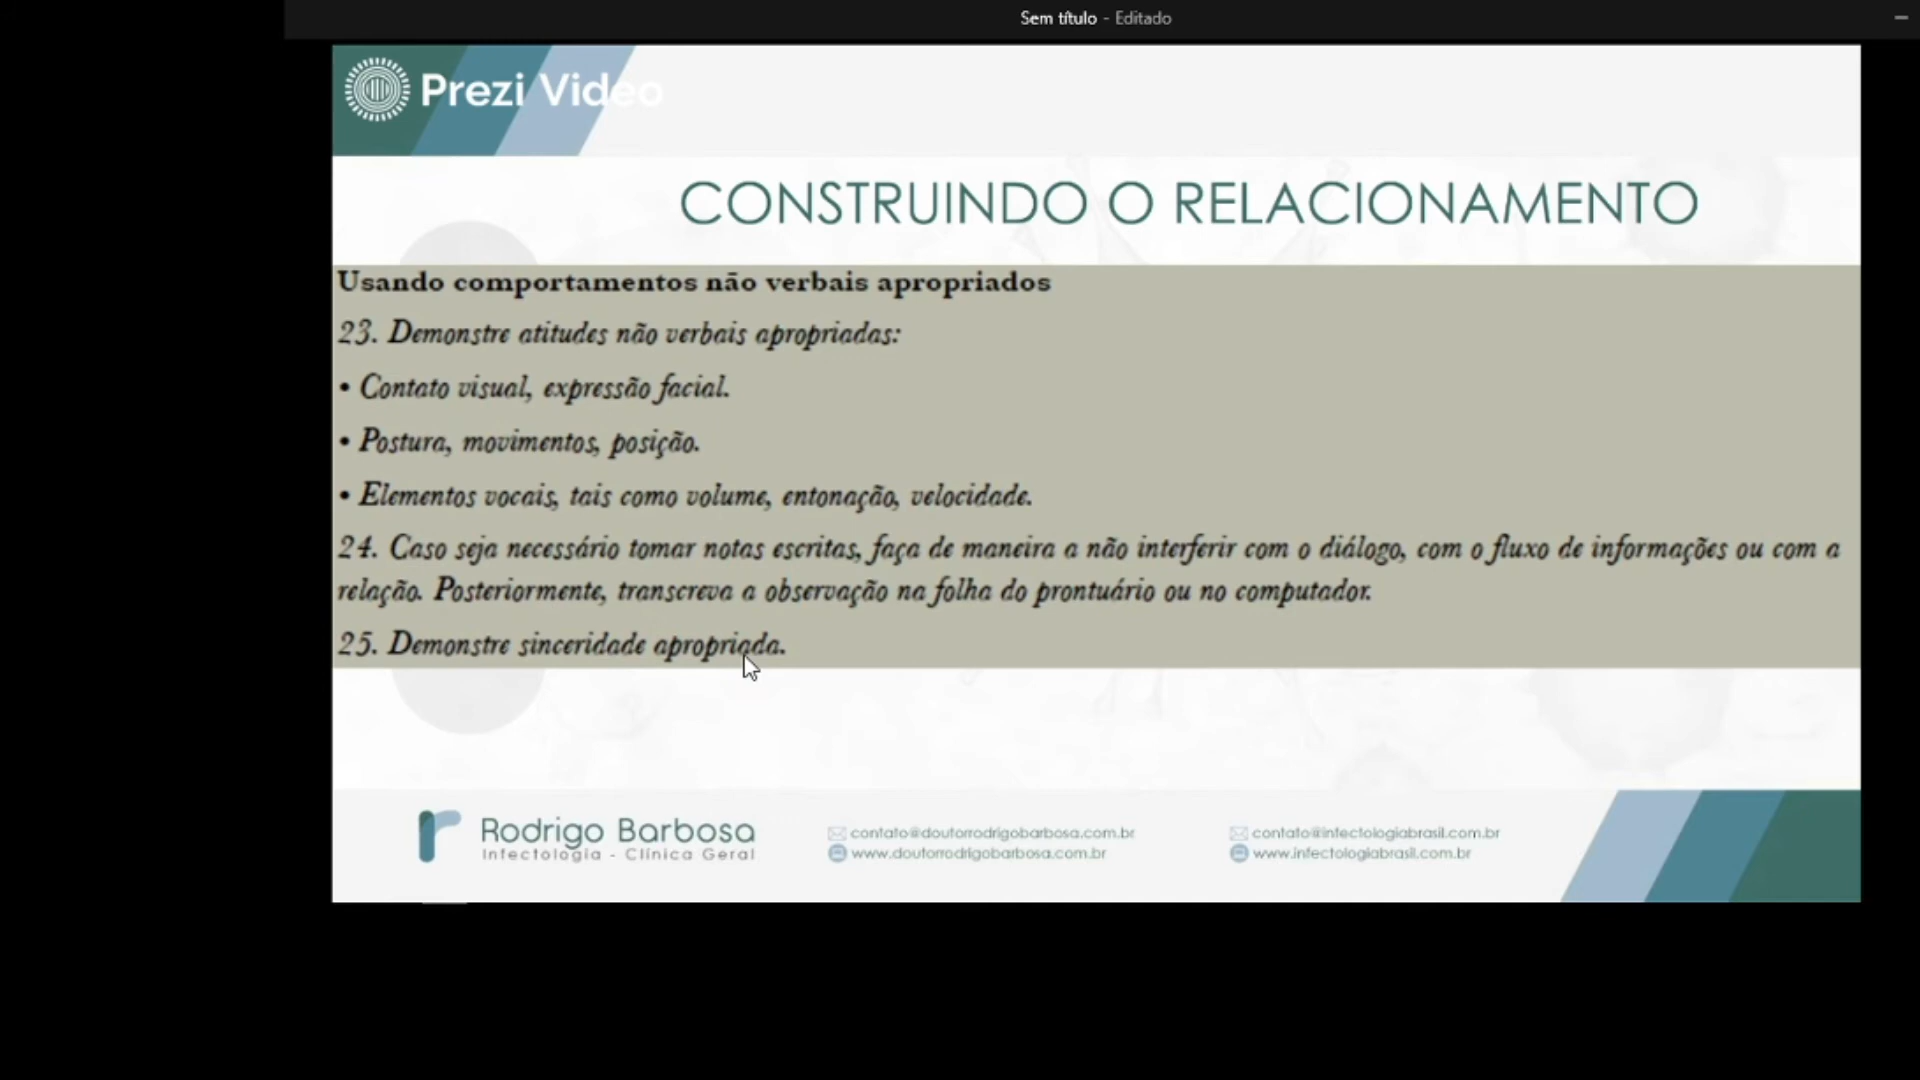 Sem título - Editado
Prezi Video
CONSTRUINDO O RELACIONAMENTO
Usando comportamentos não verbais apropriados
23. Demonstre atitudes não verbais apropriadas:
• Contato visual, expressão facial.
• Postura, movimentos, posição.
• Elementos vocais, tais como volume, entonação, velocidade.
24. Caso seja necessário tomar notas escritas, faça de maneira a não interferir com o diálogo, com o fluxo de informações ou com a
relação. Posteriormente, transcreva a observação na folha do prontuário ou no computador.
25. Demonstre sinceridade apropriada.
Rodrigo Barbosa
Infectologia - Clínica Geral
contato@doutorrodrigobarbosa.com.br
www.doutorrodrigobarbosa.com.br
contato@infectologiabrasil.com.br
www.infectologiabrasil.com.br